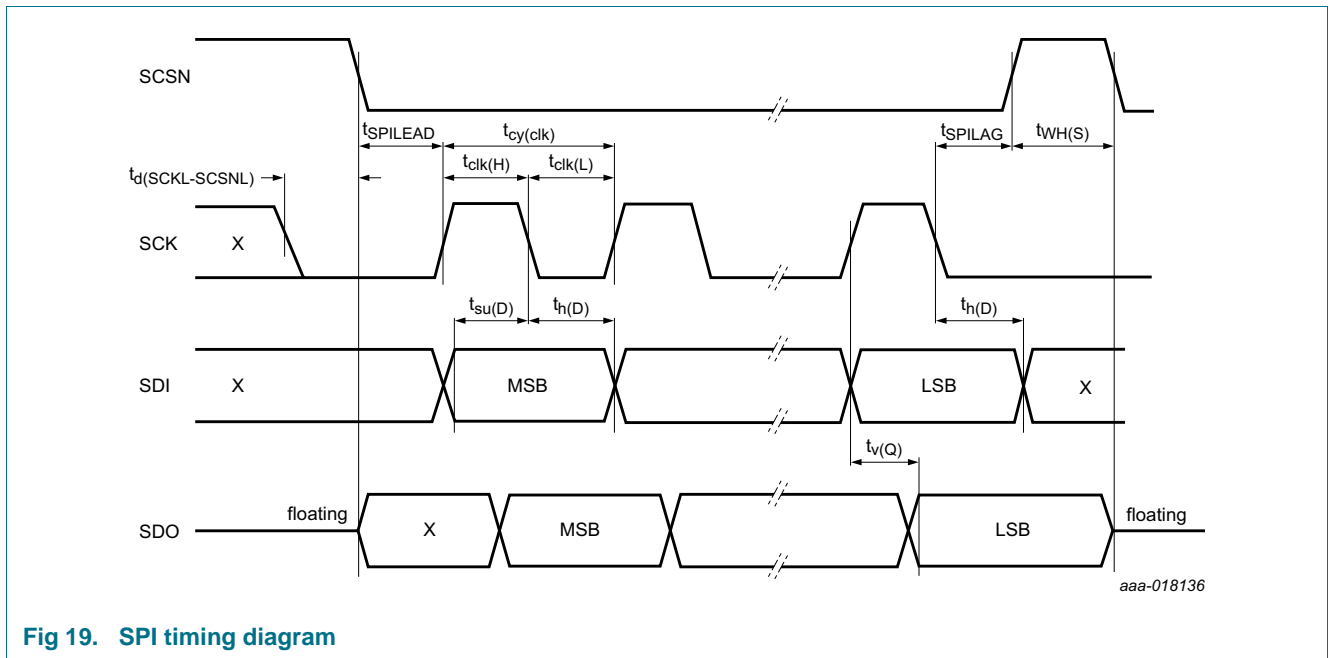 SCSN
tSPILEAD
tcy(clk)
tSPILAG
tWH(S)
td(SCKL-SCSNL)
tclk(H)
tclk(L)
SCK
X
tsu(D)
th(D)
th(D)
SDI
X
MSB
LSB
X
tv(Q)
SDO
floating
X
MSB
LSB
floating
aaa-018136
Fig 19. SPI timing diagram